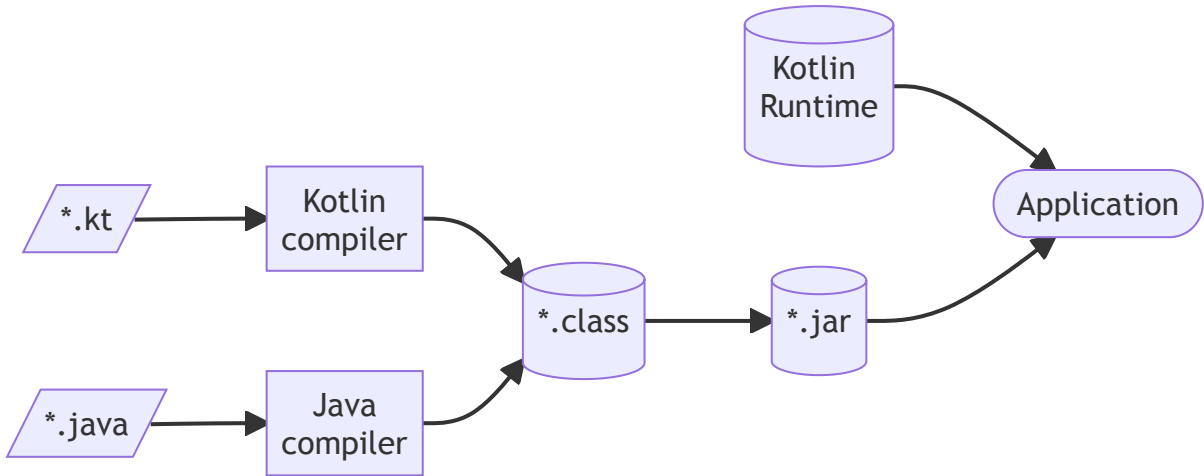 Kotlin
Runtime
*.kt
Kotlin
compiler
Application
*.class
*.jar
*.java
Java
compiler